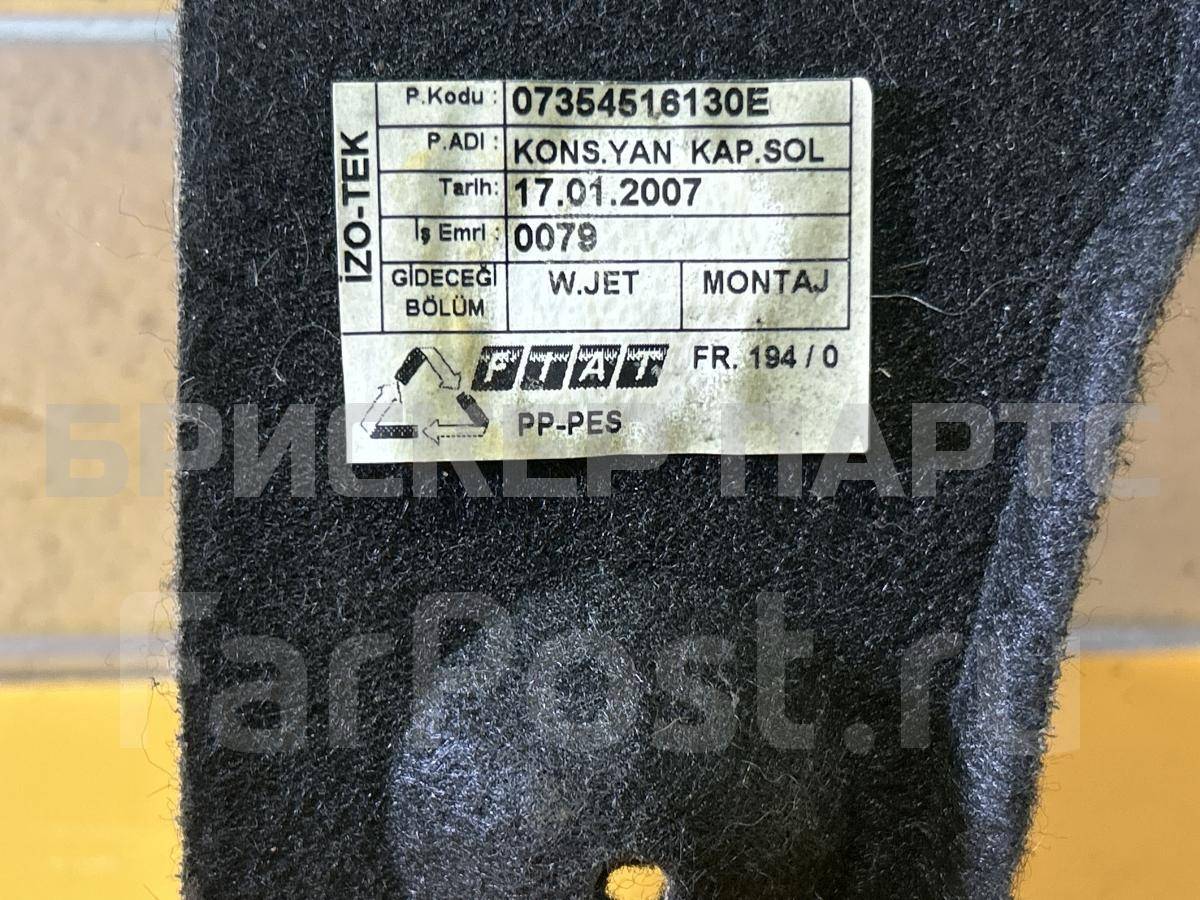 İZO-TEK
P.Kodu : 07354516130E
P.ADI : KONS.YAN KAP.SOL
Tarih: 17.01.2007
İş Emri : 0079
GİDECEĞİ BÖLÜM W.JET MONTAJ
FIAT FR. 194 / 0
PP-PES
БРИСКЕР ПАРТС
FarPost.ru